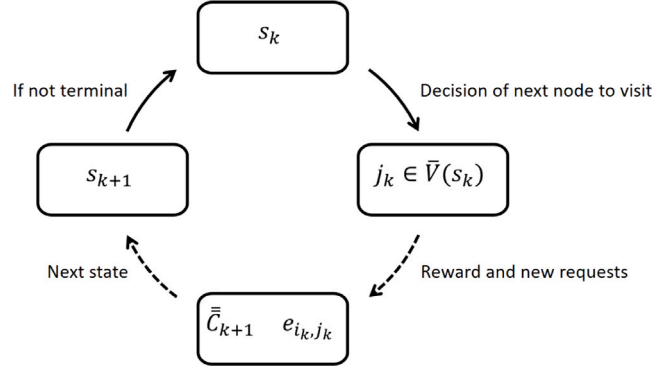 s_k
If not terminal
Decision of next node to visit
s_{k+1}
j_k ∈ V̄(s_k)
Next state
Reward and new requests
C̿_{k+1} e_{i_k,j_k}